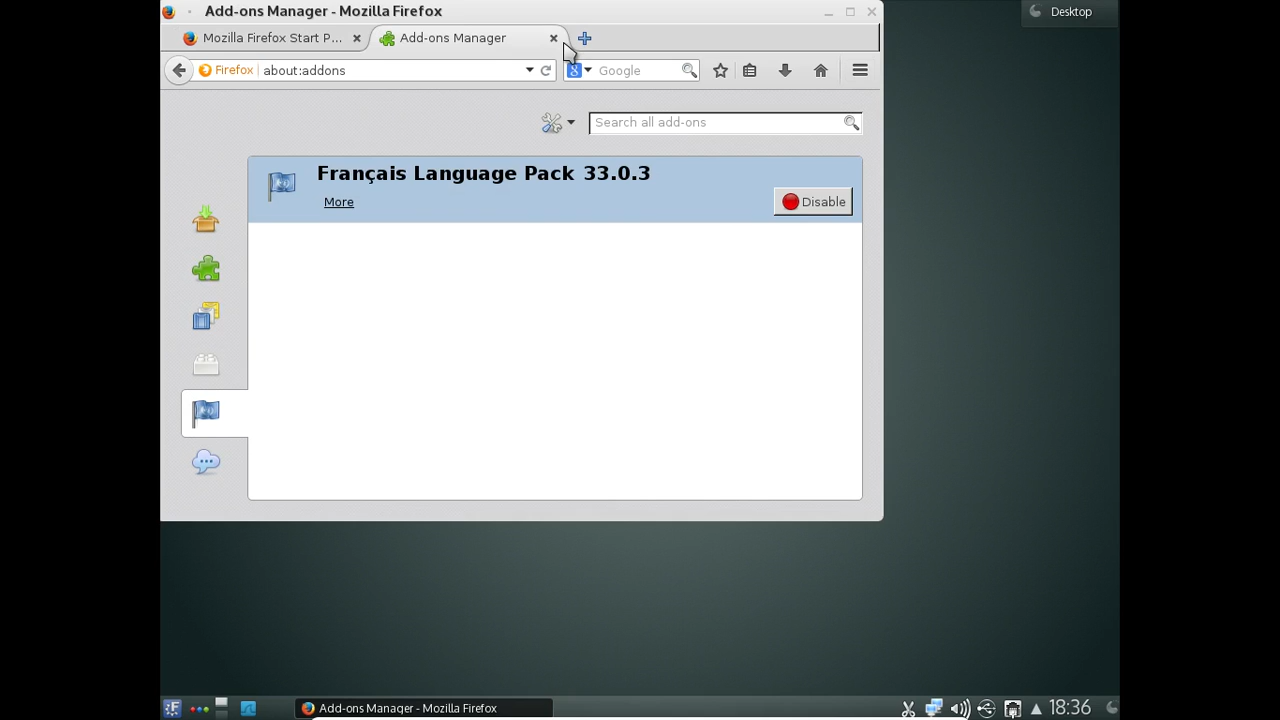 Add-ons Manager - Mozilla Firefox
Desktop
Mozilla Firefox Start P...
Add-ons Manager
Firefox
about:addons
Google
Search all add-ons
Français Language Pack 33.0.3
More
Disable
Add-ons Manager - Mozilla Firefox
18:36